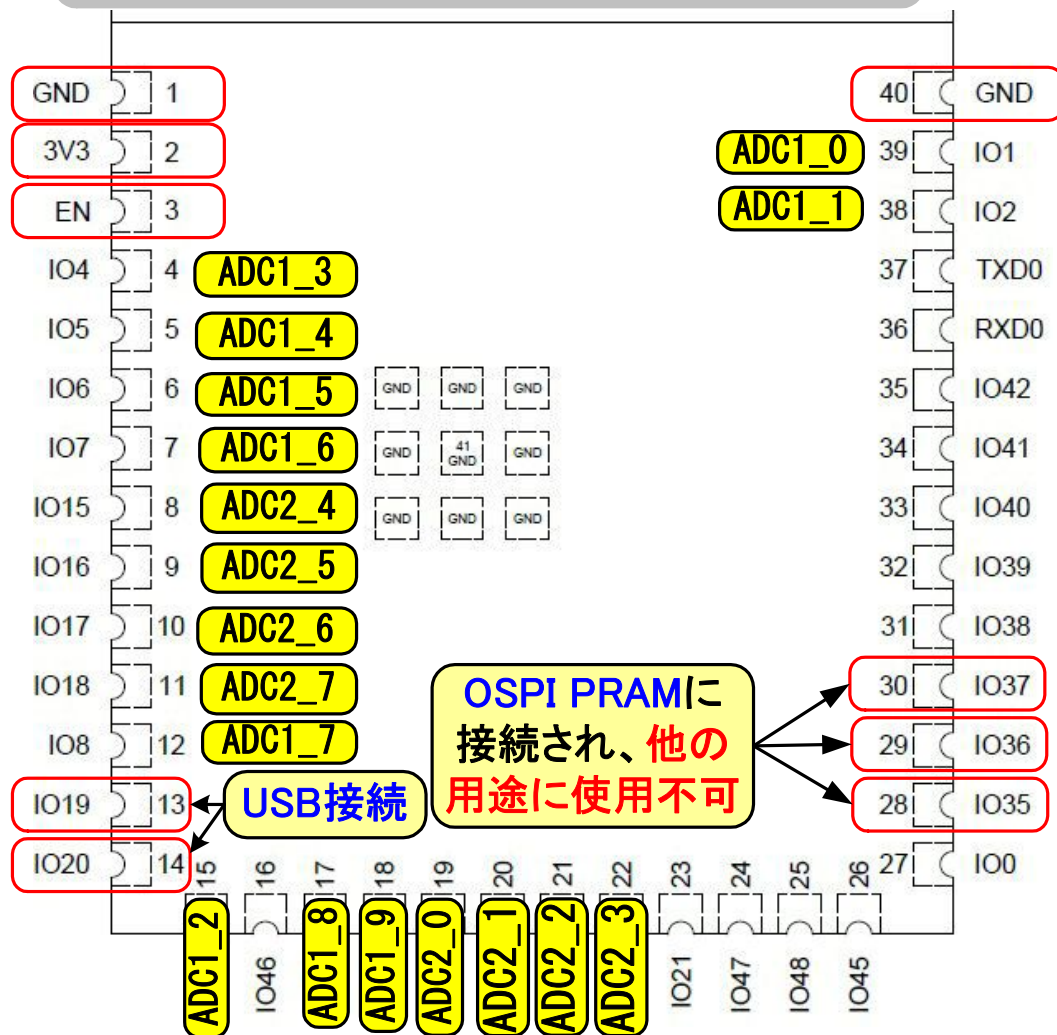 GND 1
3V3 2
EN 3
IO4 4 ADC1_3
IO5 5 ADC1_4
IO6 6 ADC1_5
IO7 7 ADC1_6
IO15 8 ADC2_4
IO16 9 ADC2_5
IO17 10 ADC2_6
IO18 11 ADC2_7
IO8 12 ADC1_7
IO19 13
IO20 14
USB接続
GND GND GND
GND 41 GND GND
GND GND GND
40 GND
ADC1_0 39 IO1
ADC1_1 38 IO2
37 TXD0
36 RXD0
35 IO42
34 IO41
33 IO40
32 IO39
31 IO38
30 IO37
29 IO36
28 IO35
27 IO0
OSPI PRAMに
接続され、他の
用途に使用不可
15 16 17 18 19 20 21 22 23 24 25 26
ADC1_2 IO46 ADC1_8 ADC1_9 ADC2_0 ADC2_1 ADC2_2 ADC2_3 IO21 IO47 IO48 IO45